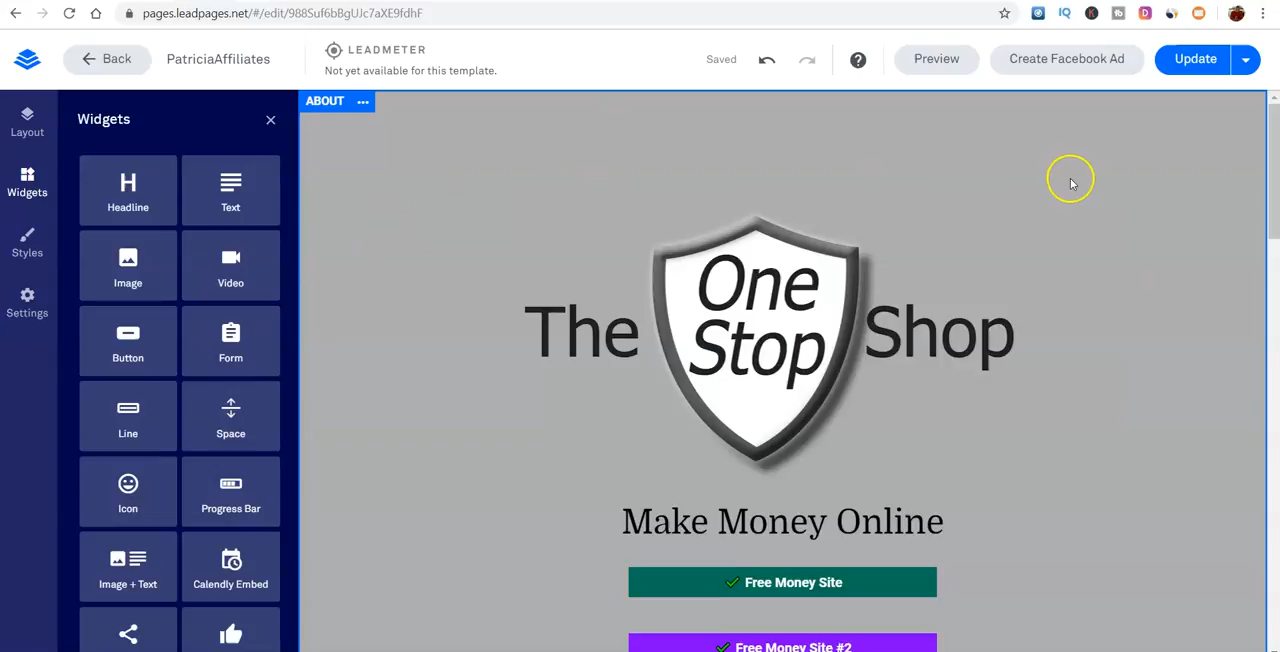 pages.leadpages.net/#/edit/988Suf6bBgUJc7aXE9fdhF
Back
PatriciaAffiliates
LEADMETER
Not yet available for this template.
Saved
Preview
Create Facebook Ad
Update
Layout
Widgets
Styles
Settings
Widgets
Headline
Text
Image
Video
Button
Form
Line
Space
Icon
Progress Bar
Image + Text
Calendly Embed
ABOUT
The One Stop Shop
Make Money Online
Free Money Site
Free Money Site #2